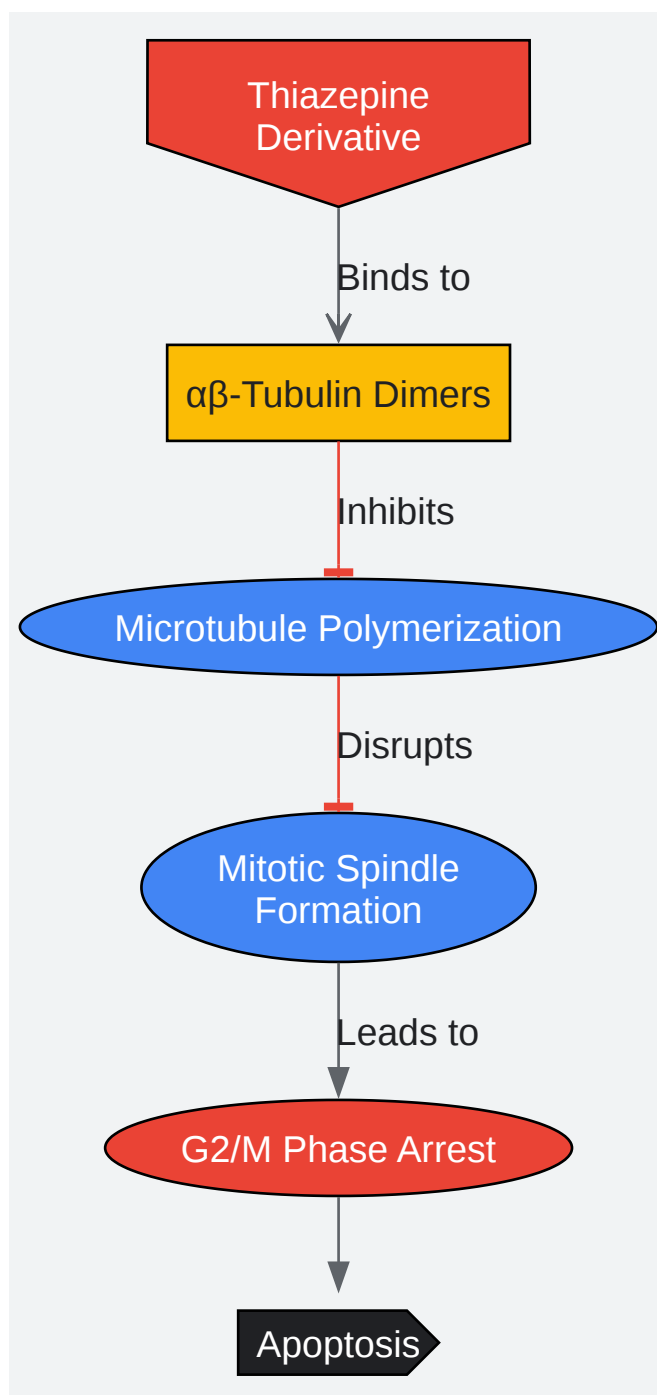 Thiazepine
Derivative
Binds to
αβ-Tubulin Dimers
Inhibits
Microtubule Polymerization
Disrupts
Mitotic Spindle
Formation
Leads to
G2/M Phase Arrest
Apoptosis